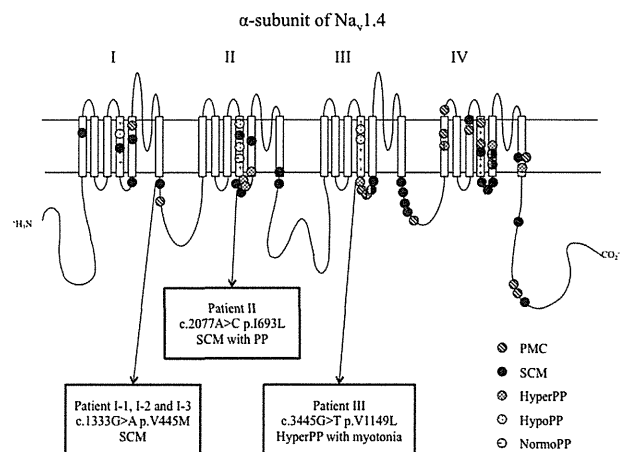 α-subunit of Nav1.4
I II III IV
⁺H₃N
CO₂⁻
Patient II
c.2077A>C p.I693L
SCM with PP
Patient I-1, I-2 and I-3
c.1333G>A p.V445M
SCM
Patient III
c.3445G>T p.V1149L
HyperPP with myotonia
PMC
SCM
HyperPP
HypoPP
NormoPP